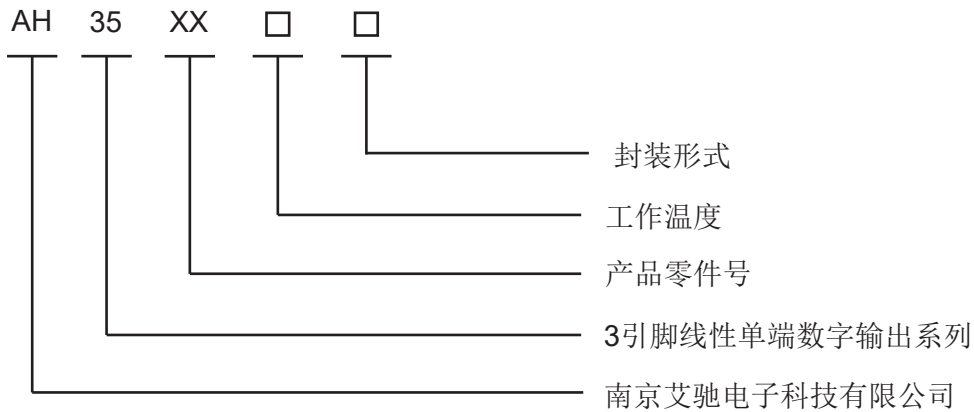 AH 35 XX □ □
封装形式
工作温度
产品零件号
3引脚线性单端数字输出系列
南京艾驰电子科技有限公司